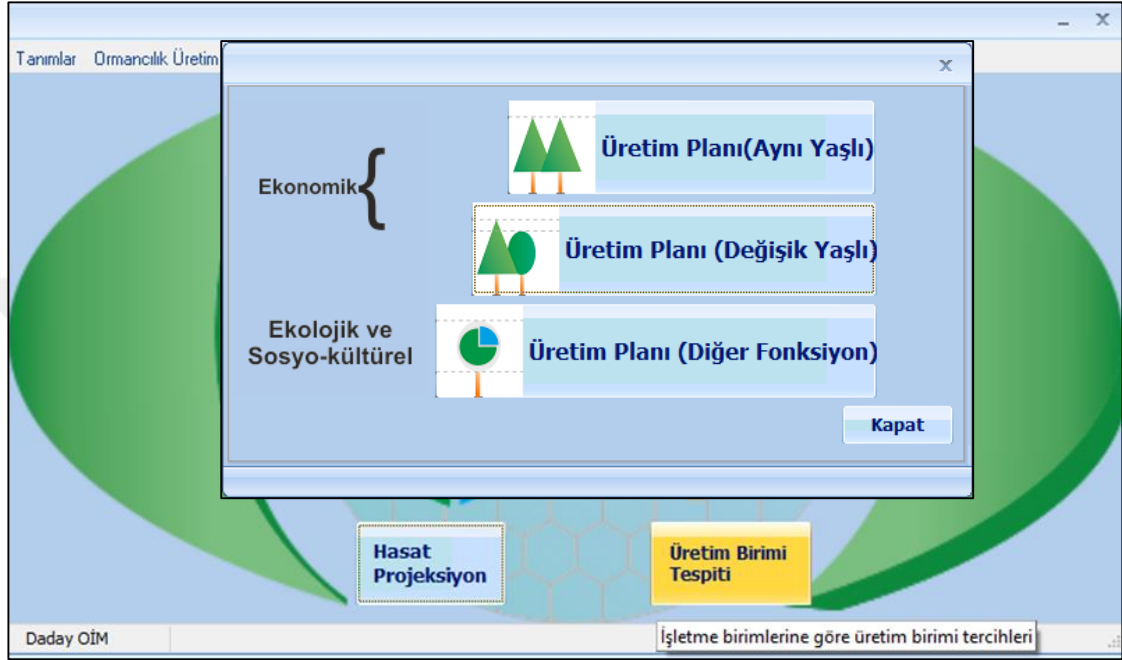 Tanımlar Ormancılık Üretim
Üretim Planı(Aynı Yaşlı)
Ekonomik
Üretim Planı (Değişik Yaşlı)
Ekolojik ve
Sosyo-kültürel
Üretim Planı (Diğer Fonksiyon)
Kapat
Hasat
Projeksiyon
Üretim Birimi
Tespiti
Daday OİM
İşletme birimlerine göre üretim birimi tercihleri